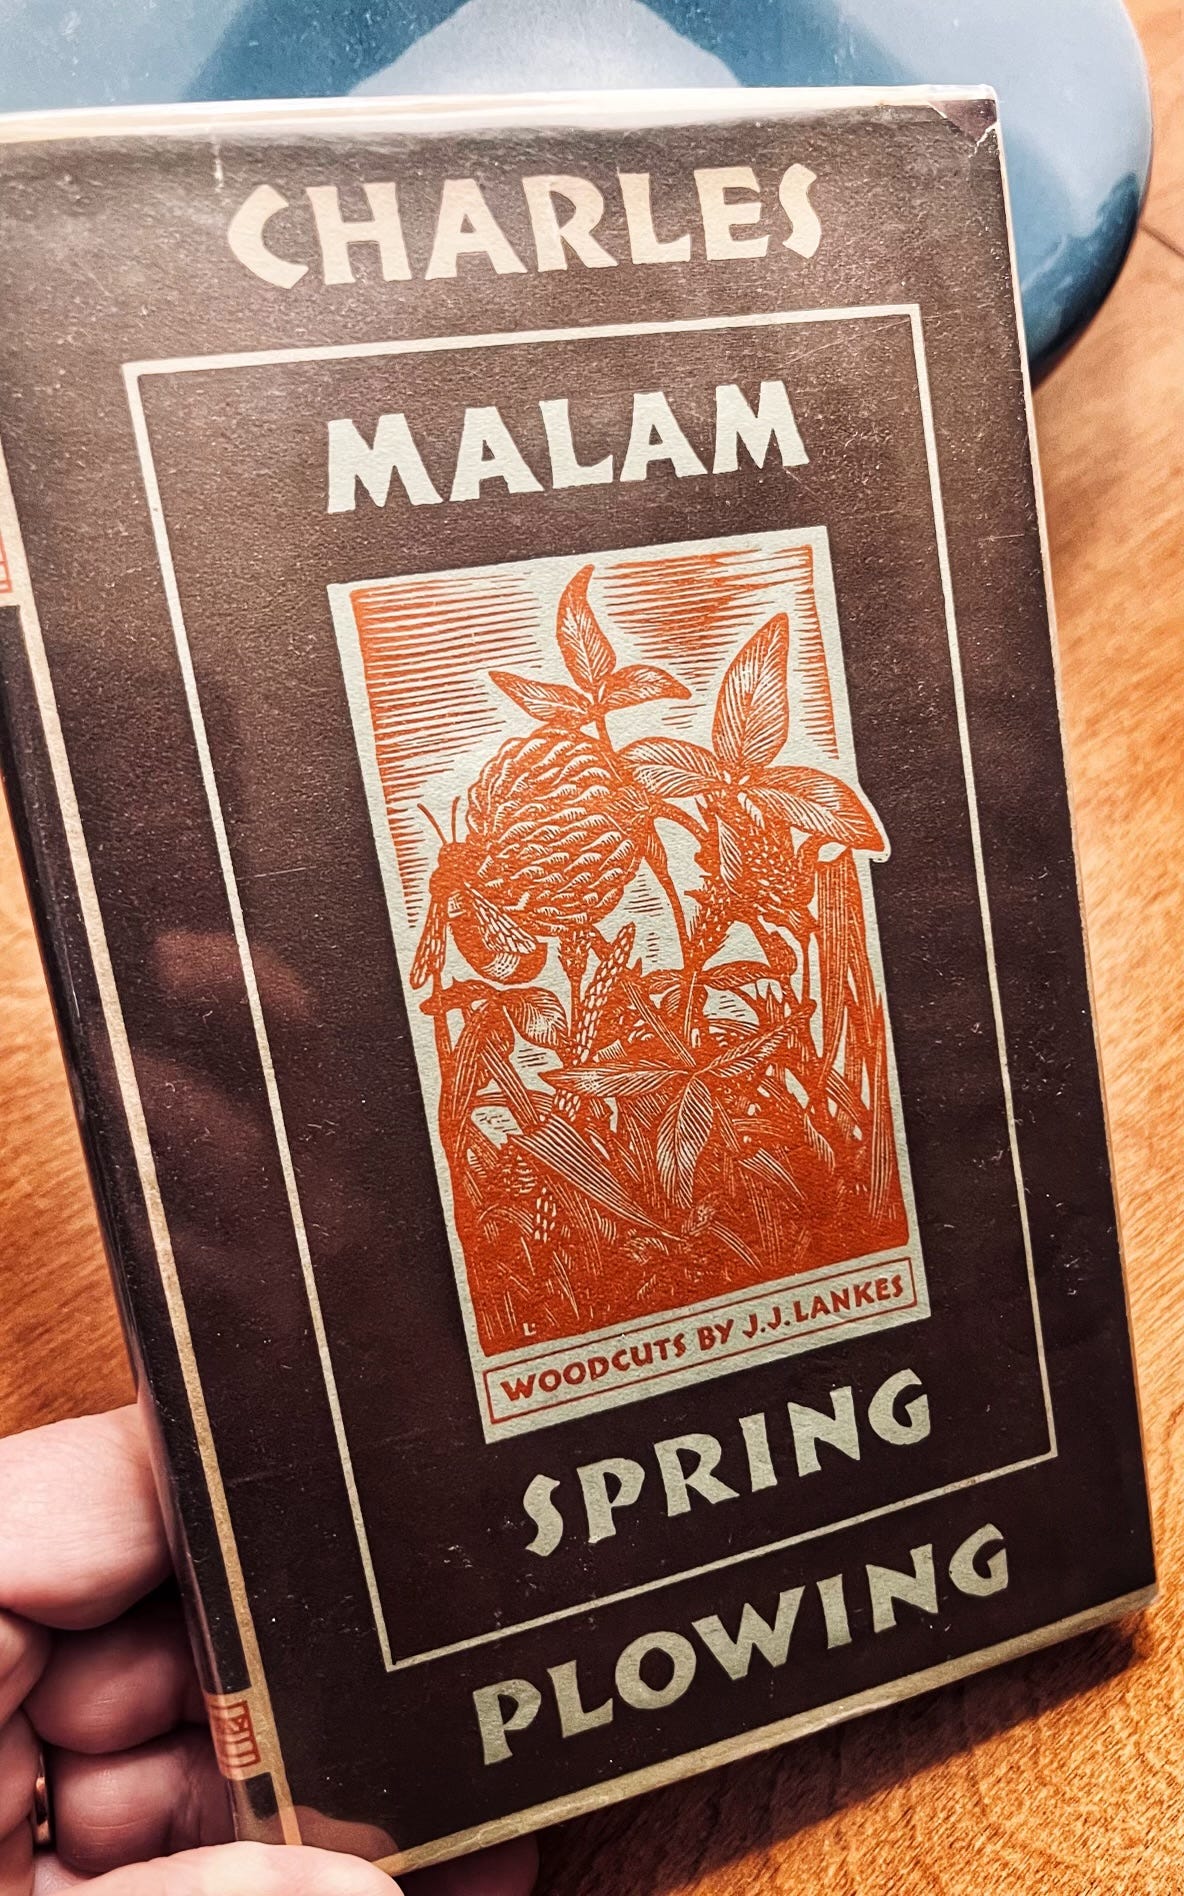 CHARLES
MALAM
L
WOODCUTS BY J.J.LANKES
SPRING
PLOWING